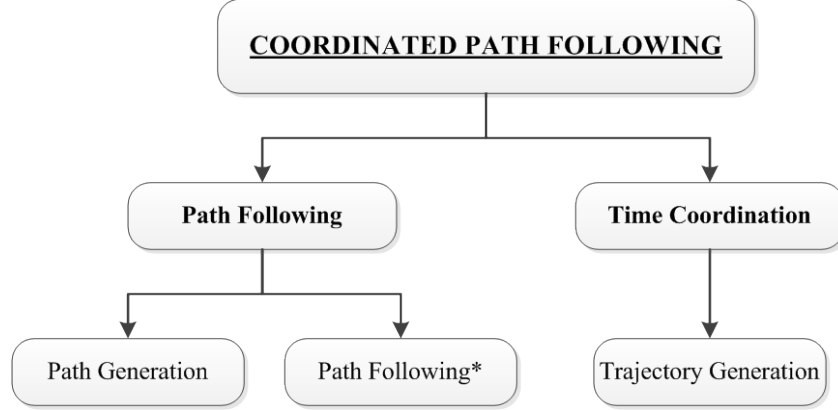 COORDINATED PATH FOLLOWING
Path Following
Time Coordination
Path Generation
Path Following*
Trajectory Generation